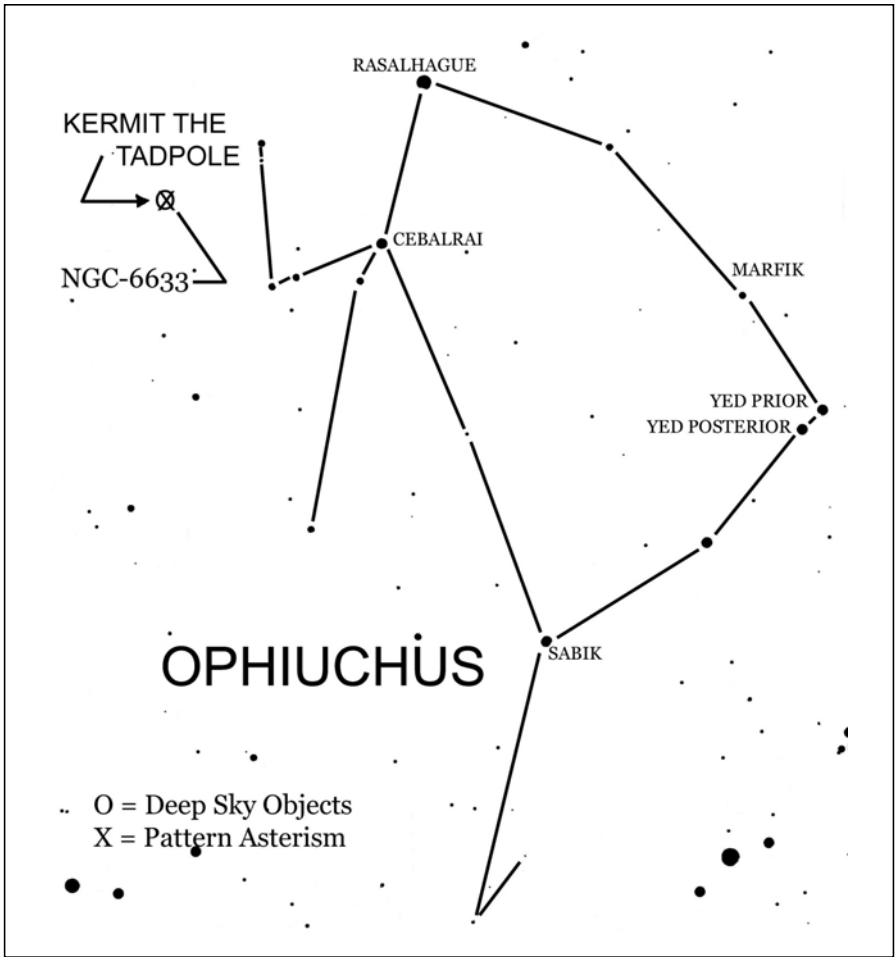 RASALHAGUE
KERMIT THE
TADPOLE
CEBALRAI
NGC-6633
MARFIK
YED PRIOR
YED POSTERIOR
OPHIUCHUS
SABIK
O = Deep Sky Objects
X = Pattern Asterism